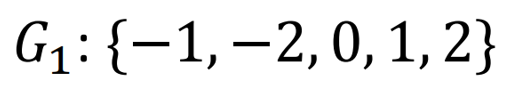 G₁: {−1, −2, 0, 1, 2}